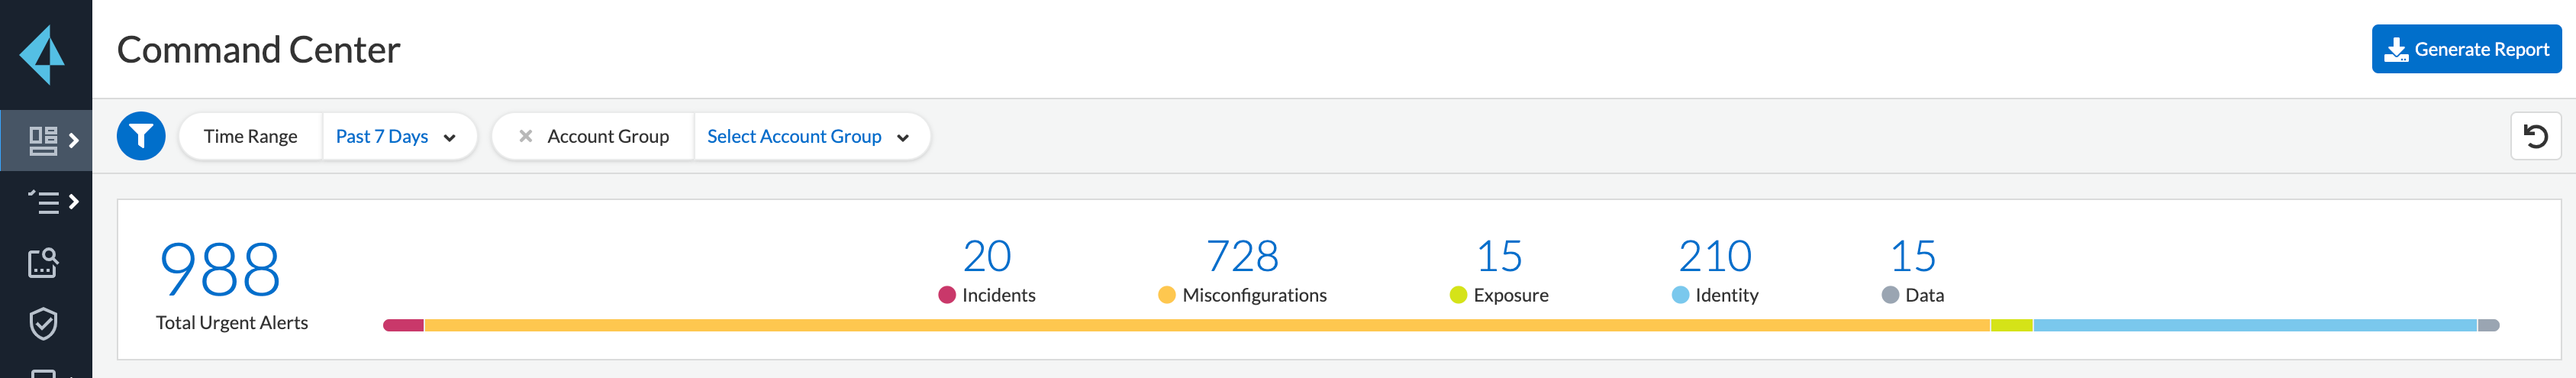 Command Center
Generate Report
Time Range Past 7 Days Account Group Select Account Group
988
Total Urgent Alerts
20 728 15 210 15
Incidents Misconfigurations Exposure Identity Data